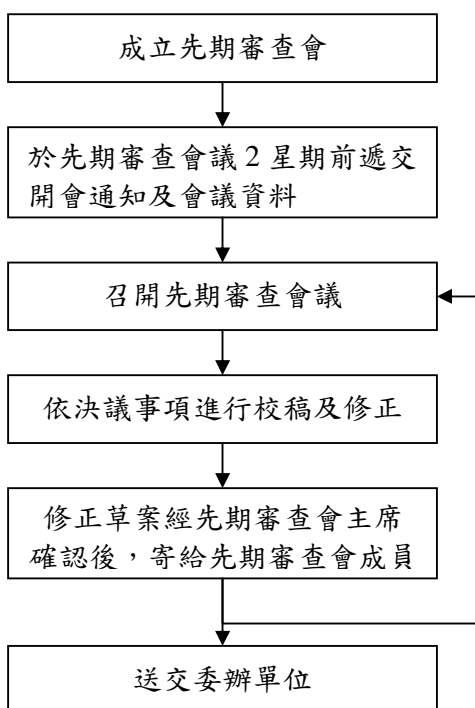 成立先期審查會
於先期審查會議 2 星期前遞交
開會通知及會議資料
召開先期審查會議
依決議事項進行校稿及修正
修正草案經先期審查會主席
確認後，寄給先期審查會成員
送交委辦單位